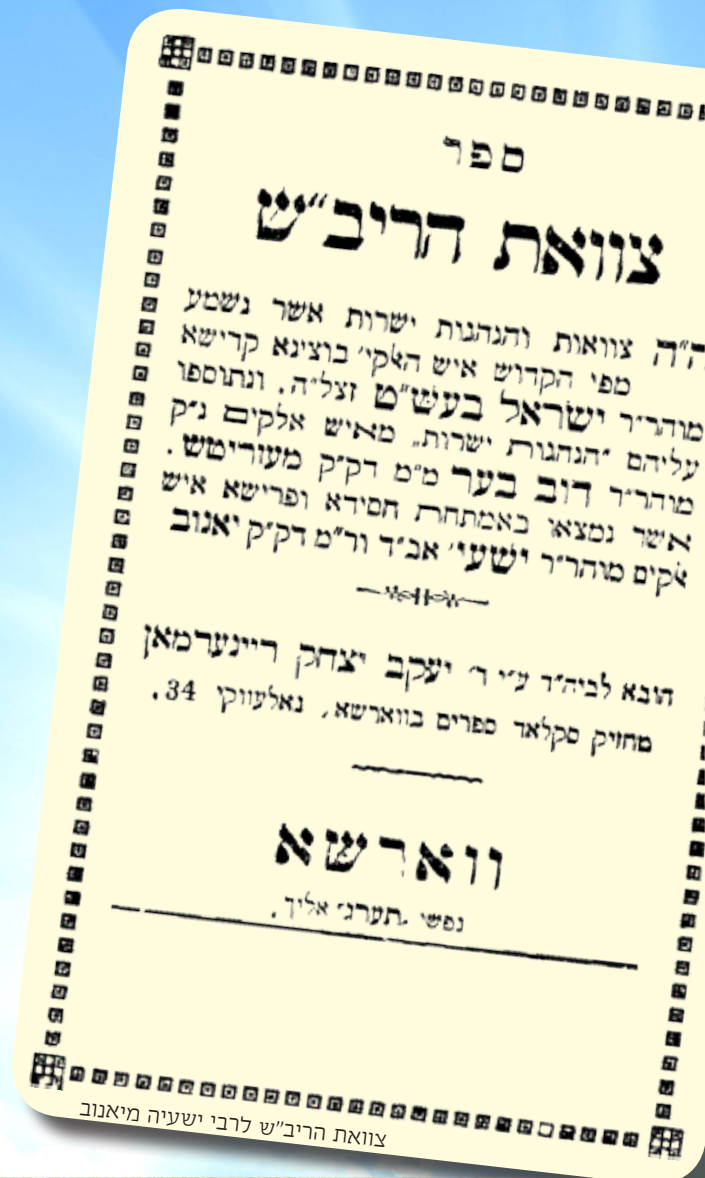 ספר
צוואת הריב״ש
ה״ה צוואות והנהגות ישרות אשר נשמע
מפי הקדוש איש האקי׳ בוצינא קדישא
מוהר״ר ישראל בעש״ט זצל״ה. ונתוספו
עליהם הנהגות ישרות, מאיש אלקים נ״ק
מוהר״ר דוב בער מ״מ דק״ק מעזריטש.
אשר נמצאו באמתחת חסידא ופרישא איש
אקים מוהר״ר ישעי׳ אב״ד ור״מ דק״ק יאנוב
הובא לביה״ד ע״י ר׳ יעקב יצחק ריינערמאן
מחזיק סקלאד ספרים בווארשא, נאלעווקי 34.
ווארשא
נפשי תערג׳ אליך.
צוואת הריב״ש לרבי ישעיה מיאנוב